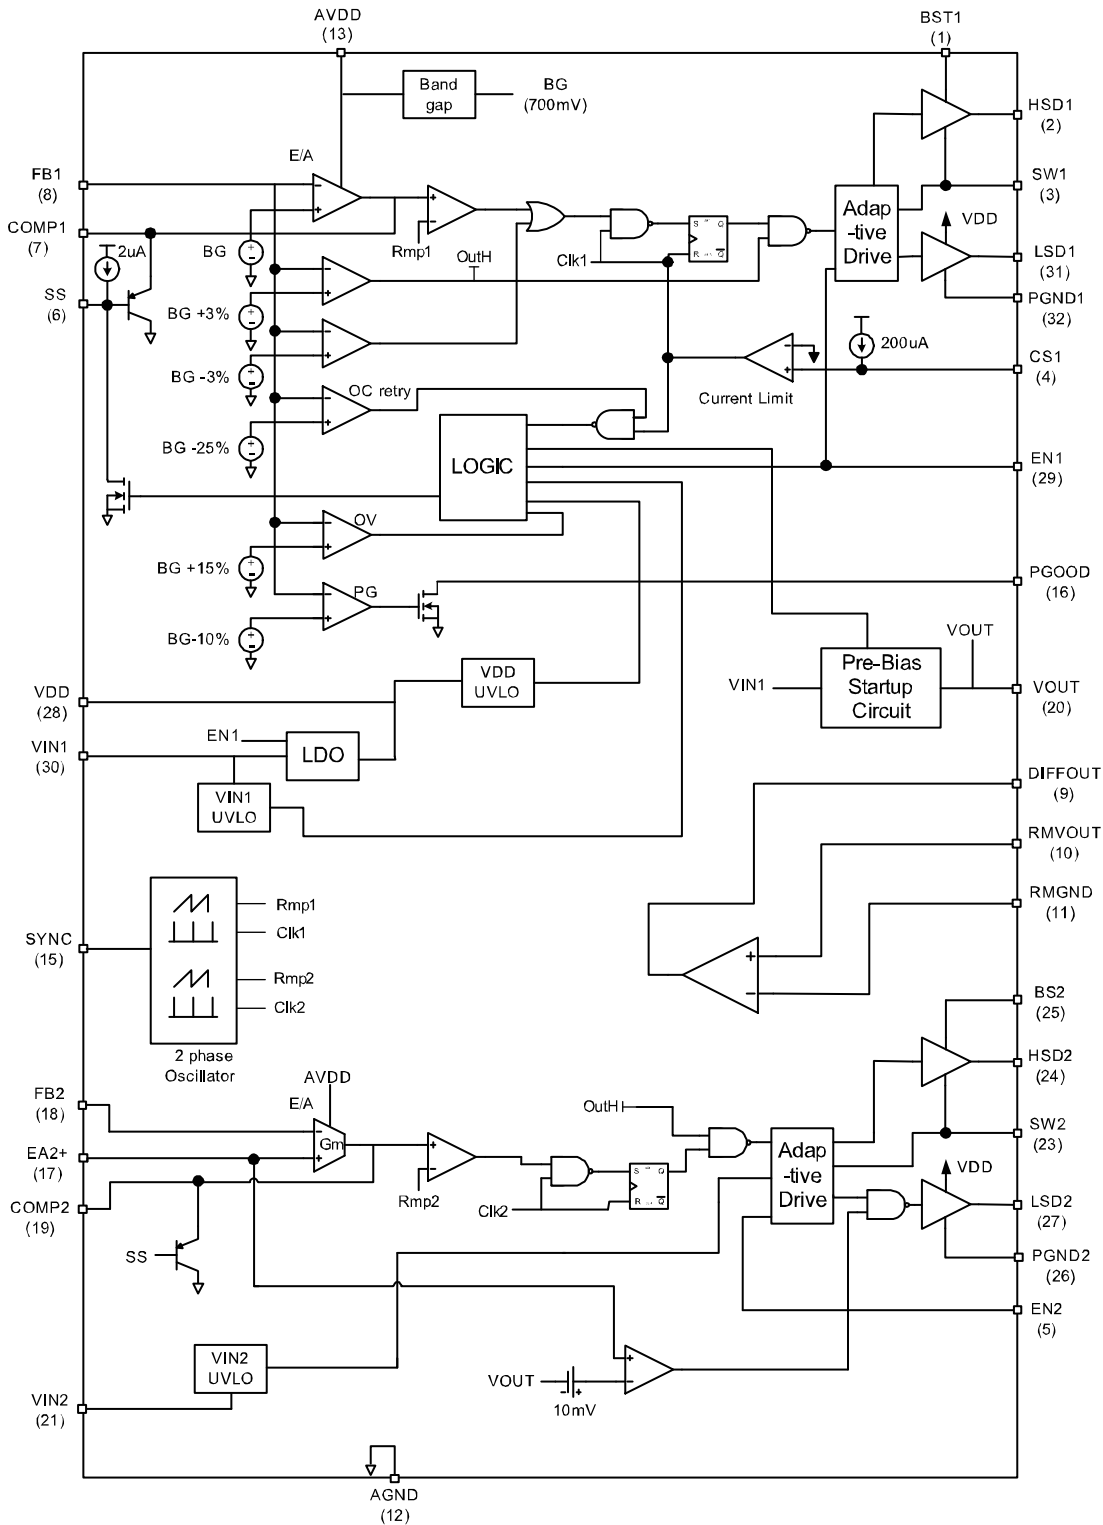 AVDD
(13)
BST1
(1)
Band
gap
BG
(700mV)
HSD1
(2)
FB1
(8)
E/A
SW1
(3)
COMP1
(7)
Rmp1
Adap
-tive
Drive
VDD
2uA
BG
OutH
Clk1
S
Q
R
Q
LSD1
(31)
SS
(6)
PGND1
(32)
BG +3%
200uA
CS1
(4)
BG -3%
Current Limit
OC retry
BG -25%
LOGIC
EN1
(29)
OV
BG +15%
PGOOD
(16)
PG
BG-10%
VOUT
VDD
UVLO
Pre-Bias
Startup
Circuit
VIN1
VOUT
(20)
VDD
(28)
EN1
LDO
VIN1
(30)
VIN1
UVLO
DIFFOUT
(9)
RMVOUT
(10)
RMGND
(11)
Rmp1
Clk1
SYNC
(15)
Rmp2
Clk2
2 phase
Oscillator
BS2
(25)
HSD2
(24)
AVDD
FB2
(18)
E/A
Gm
OutH
SW2
(23)
EA2+
(17)
Adap
-tive
Drive
VDD
Rmp2
S
Q
R
Q
Clk2
COMP2
(19)
LSD2
(27)
SS
PGND2
(26)
EN2
(5)
VIN2
UVLO
VOUT
10mV
VIN2
(21)
AGND
(12)